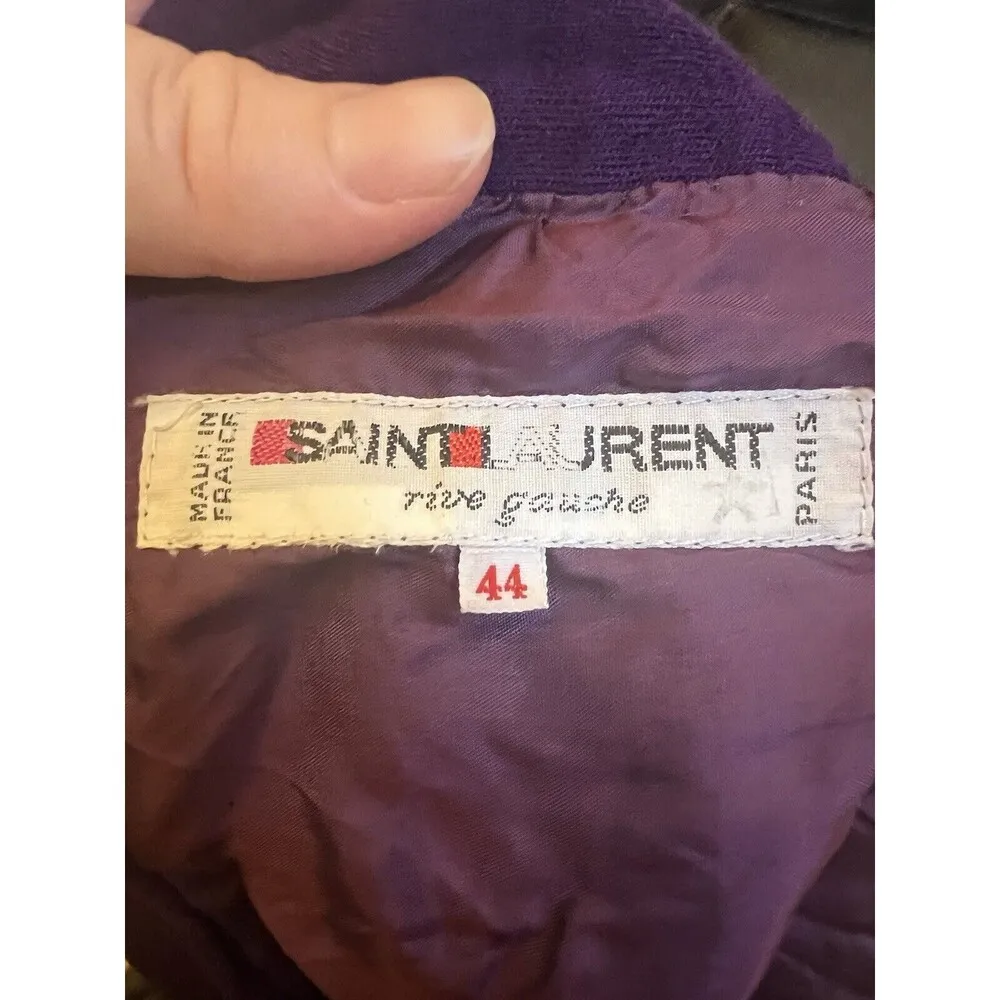 MADE IN
FRANCE
SAINT LAURENT
rive gauche
PARIS
44